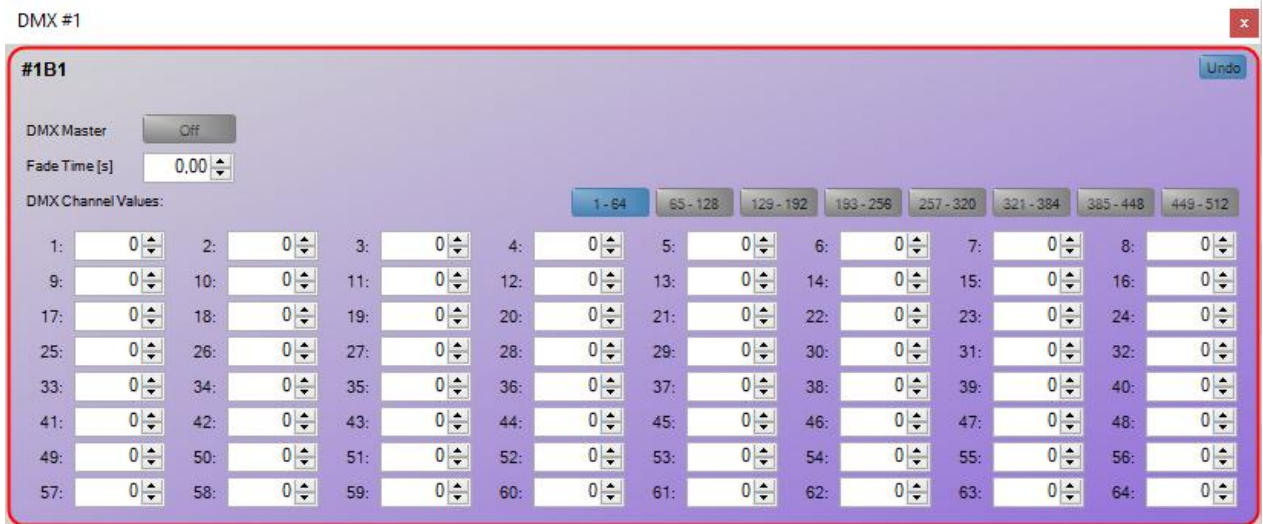 DMX #1 x
#1B1 Undo
DMX Master Off
Fade Time [s] 0,00
DMX Channel Values: 1 - 64 65 - 128 129 - 192 193 - 256 257 - 320 321 - 384 385 - 448 449 - 512
1: 0 2: 0 3: 0 4: 0 5: 0 6: 0 7: 0 8: 0
9: 0 10: 0 11: 0 12: 0 13: 0 14: 0 15: 0 16: 0
17: 0 18: 0 19: 0 20: 0 21: 0 22: 0 23: 0 24: 0
25: 0 26: 0 27: 0 28: 0 29: 0 30: 0 31: 0 32: 0
33: 0 34: 0 35: 0 36: 0 37: 0 38: 0 39: 0 40: 0
41: 0 42: 0 43: 0 44: 0 45: 0 46: 0 47: 0 48: 0
49: 0 50: 0 51: 0 52: 0 53: 0 54: 0 55: 0 56: 0
57: 0 58: 0 59: 0 60: 0 61: 0 62: 0 63: 0 64: 0